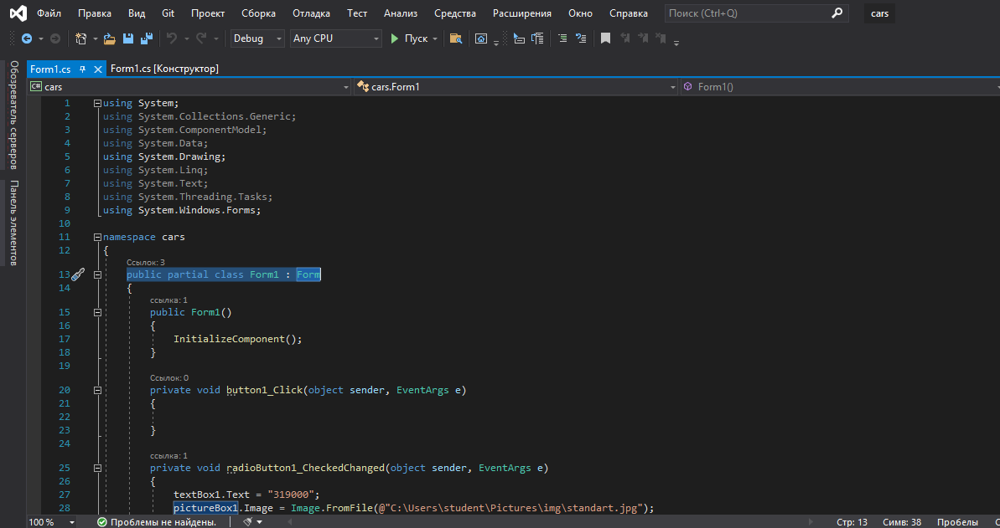 Файл Правка Вид Git Проект Сборка Отладка Тест Анализ Средства Расширения Окно Справка Поиск (Ctrl+Q) cars
Debug Any CPU Пуск
Обозреватель серверов
Панель элементов
Form1.cs Form1.cs [Конструктор]
C# cars cars.Form1 Form1()
1 using System;
2 using System.Collections.Generic;
3 using System.ComponentModel;
4 using System.Data;
5 using System.Drawing;
6 using System.Linq;
7 using System.Text;
8 using System.Threading.Tasks;
9 using System.Windows.Forms;
10
11 namespace cars
12 {
Ссылок: 3
13 public partial class Form1 : Form
14 {
ссылка: 1
15 public Form1()
16 {
17 InitializeComponent();
18 }
19
Ссылок: 0
20 private void button1_Click(object sender, EventArgs e)
21 {
22
23 }
24
ссылка: 1
25 private void radioButton1_CheckedChanged(object sender, EventArgs e)
26 {
27 textBox1.Text = "319000";
28 pictureBox1.Image = Image.FromFile(@"C:\Users\student\Pictures\img\standart.jpg");
100 % Проблемы не найдены. Стр: 13 Симв: 38 Пробелы